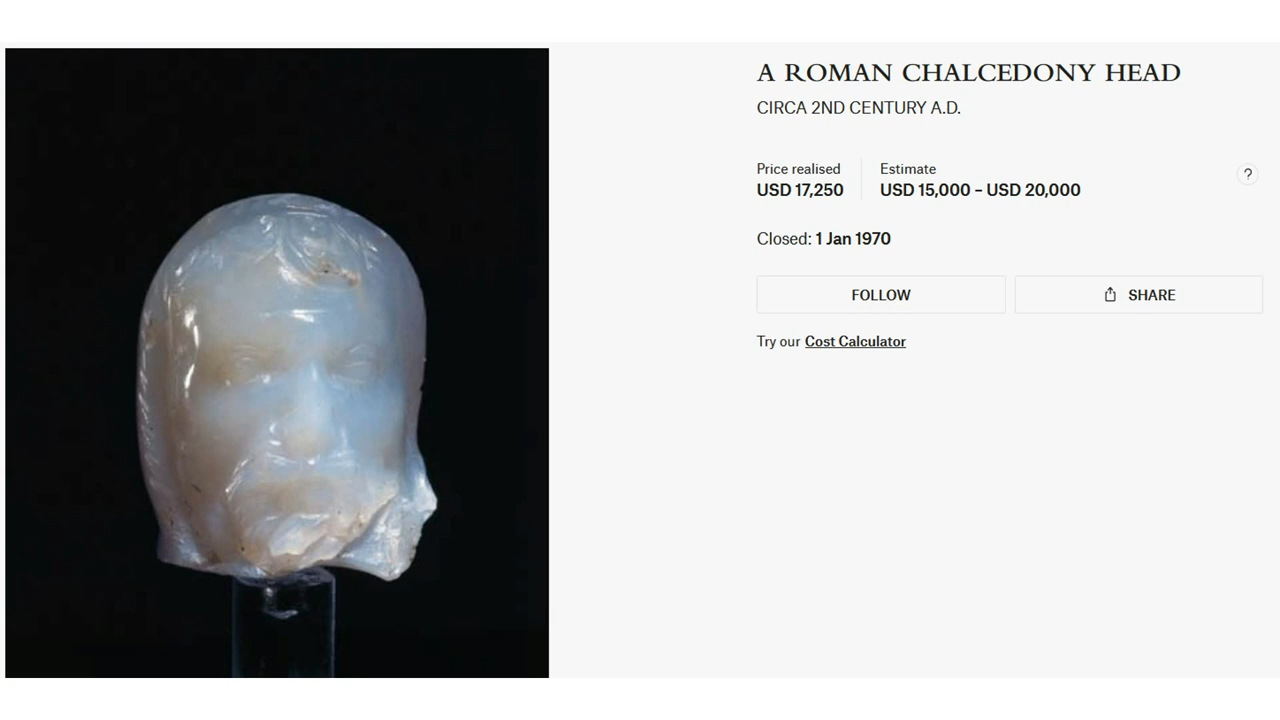 A ROMAN CHALCEDONY HEAD
CIRCA 2ND CENTURY A.D.
Price realised
USD 17,250
Estimate
USD 15,000 – USD 20,000
?
Closed: 1 Jan 1970
FOLLOW
SHARE
Try our Cost Calculator